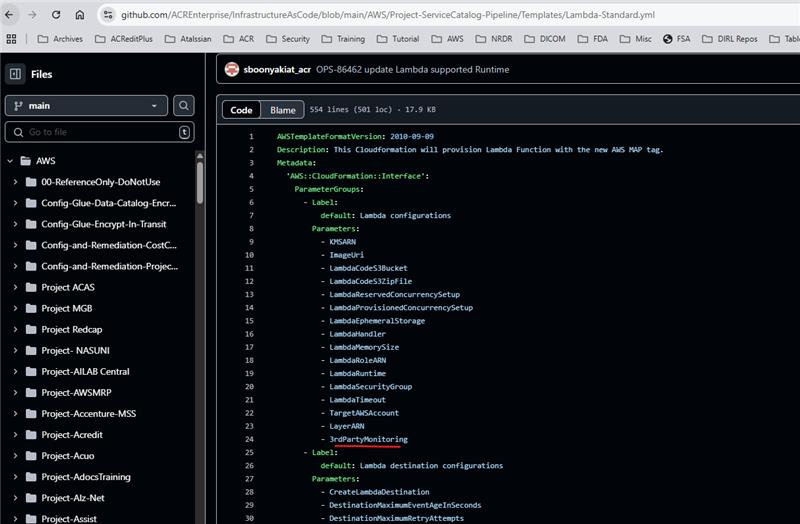 github.com/ACREnterprise/InfrastructureAsCode/blob/main/AWS/Project-ServiceCatalog-Pipeline/Templates/Lambda-Standard.yml
Archives ACReditPlus Atalssian ACR Security Training Tutorial AWS NRDR DICOM FDA Misc FSA DIRL Repos
Files
main
Go to file t
AWS
00-ReferenceOnly-DoNotUse
Config-Glue-Data-Catalog-Encr...
Config-Glue-Encrypt-In-Transit
Config-and-Remediation-CostC...
Config-and-Remediation-Projec...
Project ACAS
Project MGB
Project Redcap
Project- NASUNI
Project-AILAB Central
Project-AWSMRP
Project-Accenture-MSS
Project-Acredit
Project-Acuo
Project-AdocsTraining
Project-Alz-Net
Project-Assist
sboonyakiat_acr OPS-86462 update Lambda supported Runtime
Code Blame 554 lines (501 loc) · 17.9 KB
1 AWSTemplateFormatVersion: 2010-09-09
2 Description: This Cloudformation will provision Lambda Function with the new AWS MAP tag.
3 Metadata:
4 'AWS::CloudFormation::Interface':
5 ParameterGroups:
6 - Label:
7 default: Lambda configurations
8 Parameters:
9 - KMSARN
10 - ImageUri
11 - LambdaCodeS3Bucket
12 - LambdaCodeS3ZipFile
13 - LambdaReservedConcurrencySetup
14 - LambdaProvisionedConcurrencySetup
15 - LambdaEphemeralStorage
16 - LambdaHandler
17 - LambdaMemorySize
18 - LambdaRoleARN
19 - LambdaRuntime
20 - LambdaSecurityGroup
21 - LambdaTimeout
22 - TargetAWSAccount
23 - LayerARN
24 - 3rdPartyMonitoring
25 - Label:
26 default: Lambda destination configurations
27 Parameters:
28 - CreateLambdaDestination
29 - DestinationMaximumEventAgeInSeconds
30 - DestinationMaximumRetryAttempts